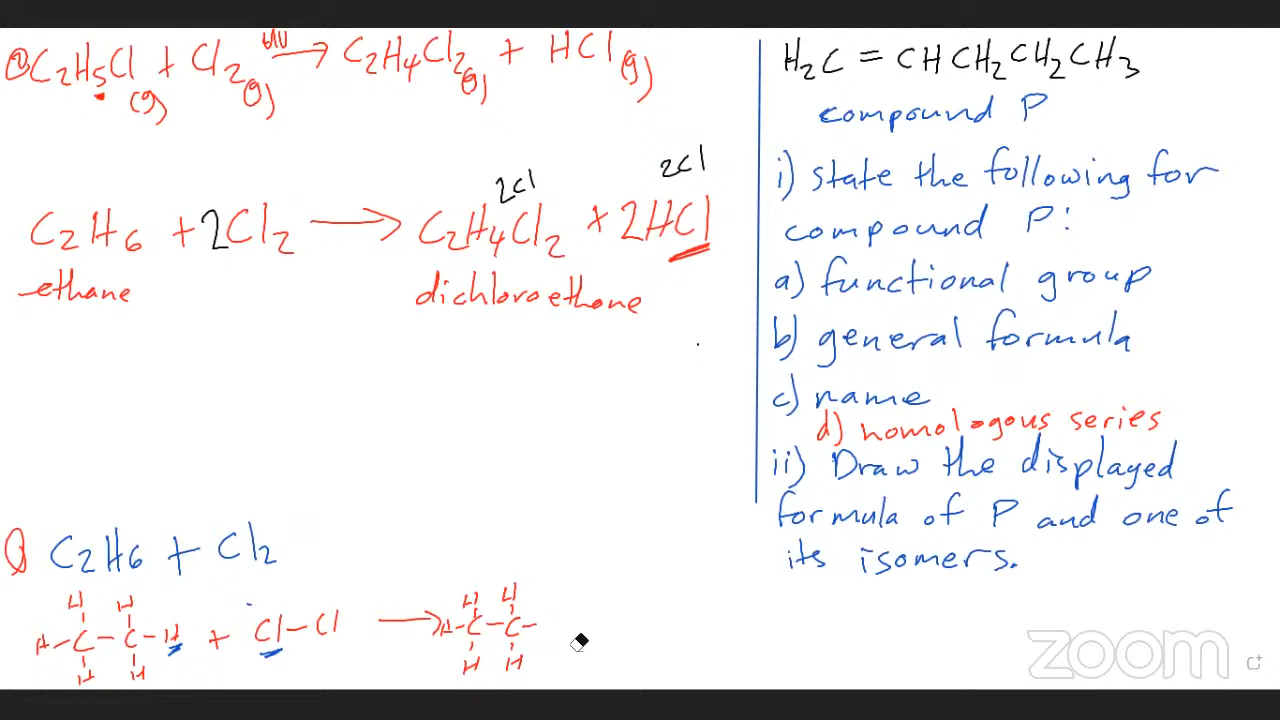 ② C2H5Cl(g) + Cl2(g) UV → C2H4Cl2(g) + HCl(g)
2Cl 2Cl
C2H6 + 2Cl2 → C2H4Cl2 + 2HCl
ethane dichloroethane
Q C2H6 + Cl2
H H H H
H-C-C-H + Cl-Cl → H-C-C-
H H H H
H2C = CHCH2CH2CH3
compound P
i) state the following for
compound P:
a) functional group
b) general formula
c) name
d) homologous series
ii) Draw the displayed
formula of P and one of
its isomers.
zoom